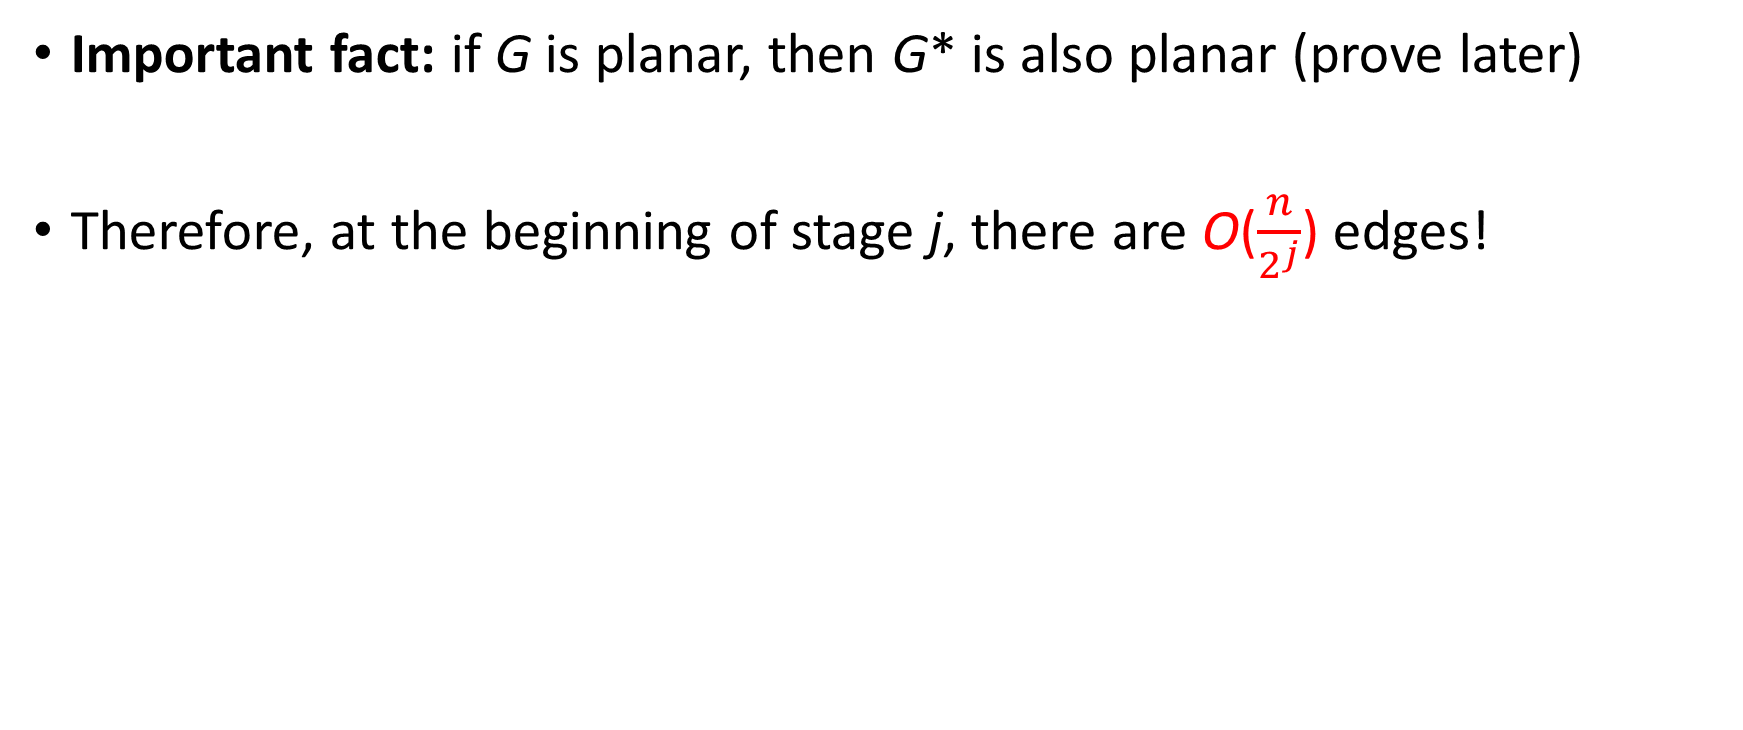 • Important fact: if G is planar, then G* is also planar (prove later)
• Therefore, at the beginning of stage j, there are O(n/2^j) edges!